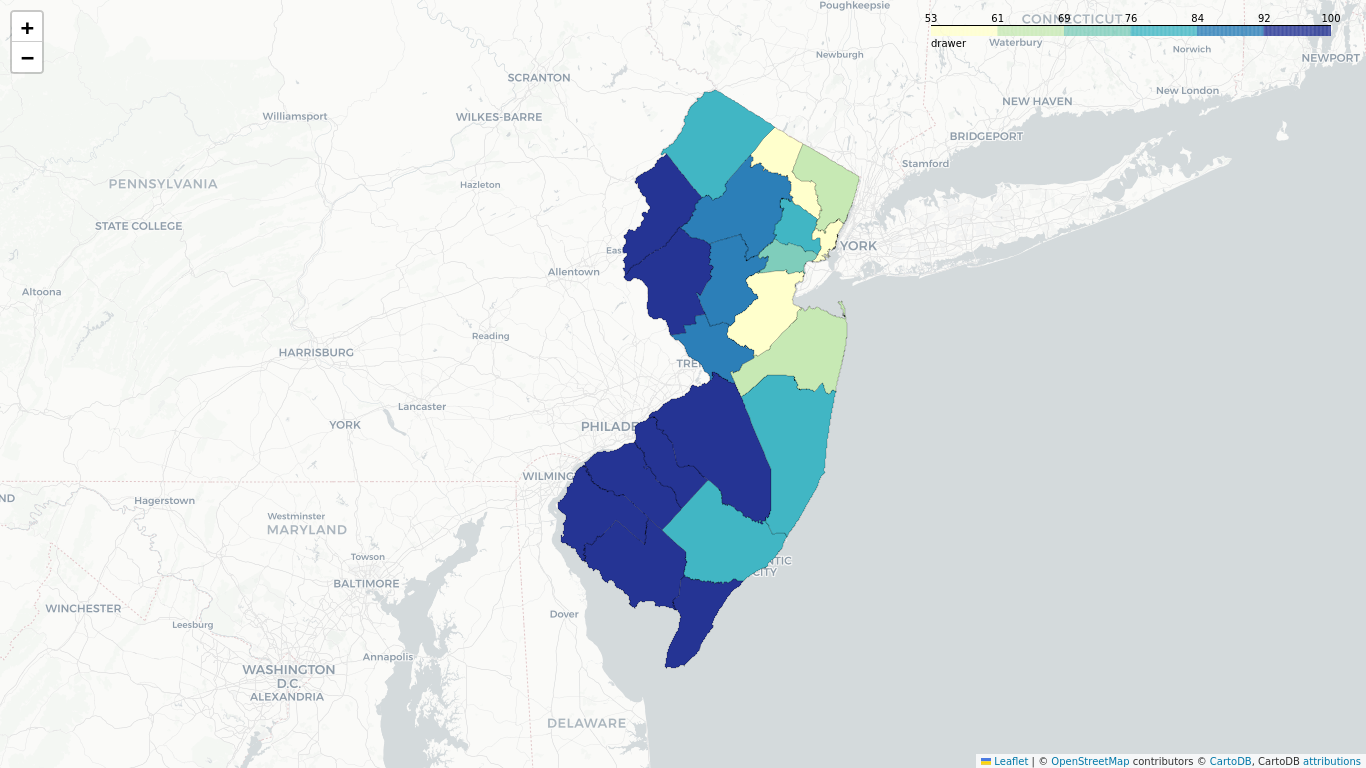 +
−
53 61 69 76 84 92 100
drawer
Poughkeepsie
CONNECTICUT
Waterbury
Norwich
Newburgh
NEWPORT
SCRANTON
New London
NEW HAVEN
Williamsport
WILKES-BARRE
BRIDGEPORT
Stamford
PENNSYLVANIA
Hazleton
STATE COLLEGE
YORK
Eas
Allentown
Altoona
Reading
HARRISBURG
TRE
Lancaster
YORK
PHILADE
WILMING
ND
Hagerstown
Westminster
MARYLAND
Towson
NTIC
CITY
BALTIMORE
WINCHESTER
Dover
Leesburg
Annapolis
WASHINGTON
D.C.
ALEXANDRIA
DELAWARE
Leaflet | © OpenStreetMap contributors © CartoDB, CartoDB attributions